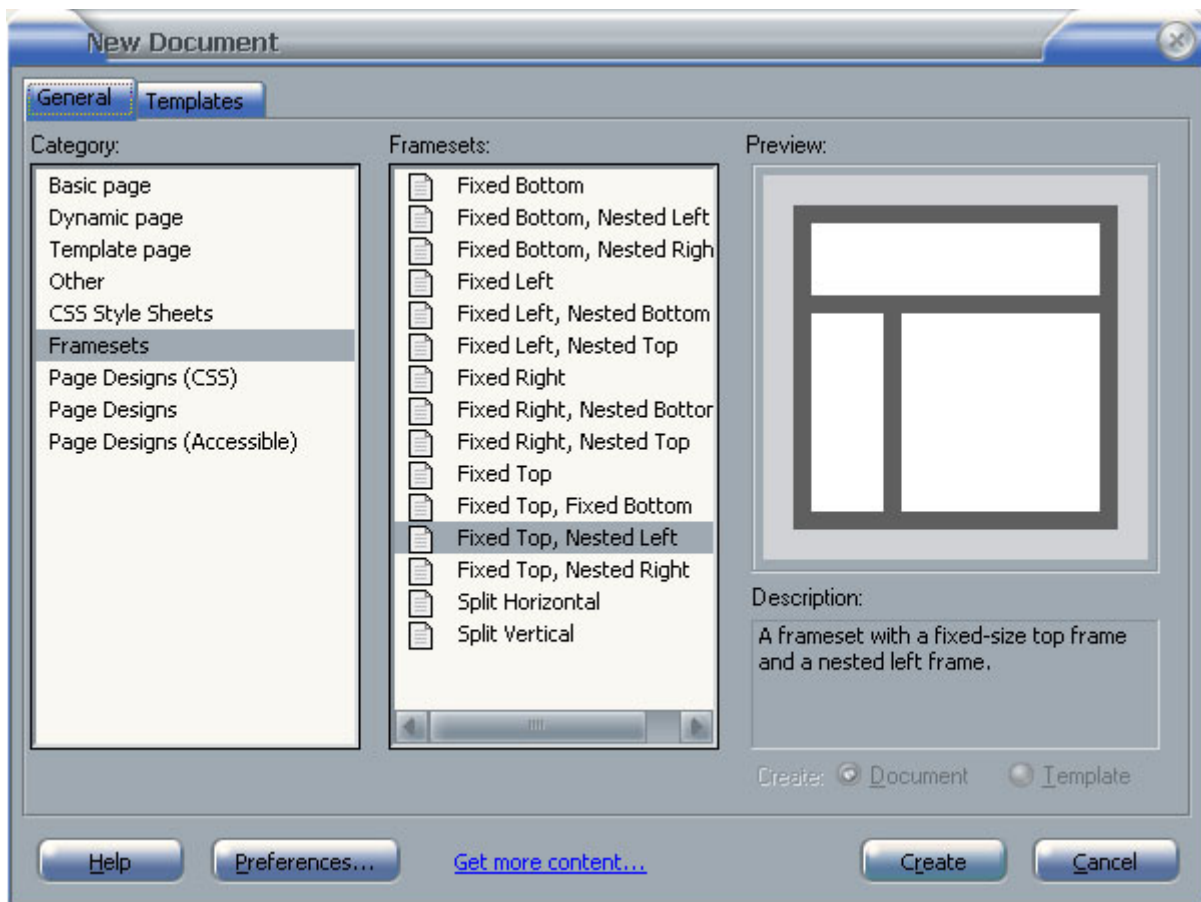 New Document
General
Templates
Category:
Basic page
Dynamic page
Template page
Other
CSS Style Sheets
Framesets
Page Designs (CSS)
Page Designs
Page Designs (Accessible)
Framesets:
Fixed Bottom
Fixed Bottom, Nested Left
Fixed Bottom, Nested Righ
Fixed Left
Fixed Left, Nested Bottom
Fixed Left, Nested Top
Fixed Right
Fixed Right, Nested Bottor
Fixed Right, Nested Top
Fixed Top
Fixed Top, Fixed Bottom
Fixed Top, Nested Left
Fixed Top, Nested Right
Split Horizontal
Split Vertical
Preview:
Description:
A frameset with a fixed-size top frame
and a nested left frame.
Create: Document Template
Help Preferences... Get more content... Create Cancel